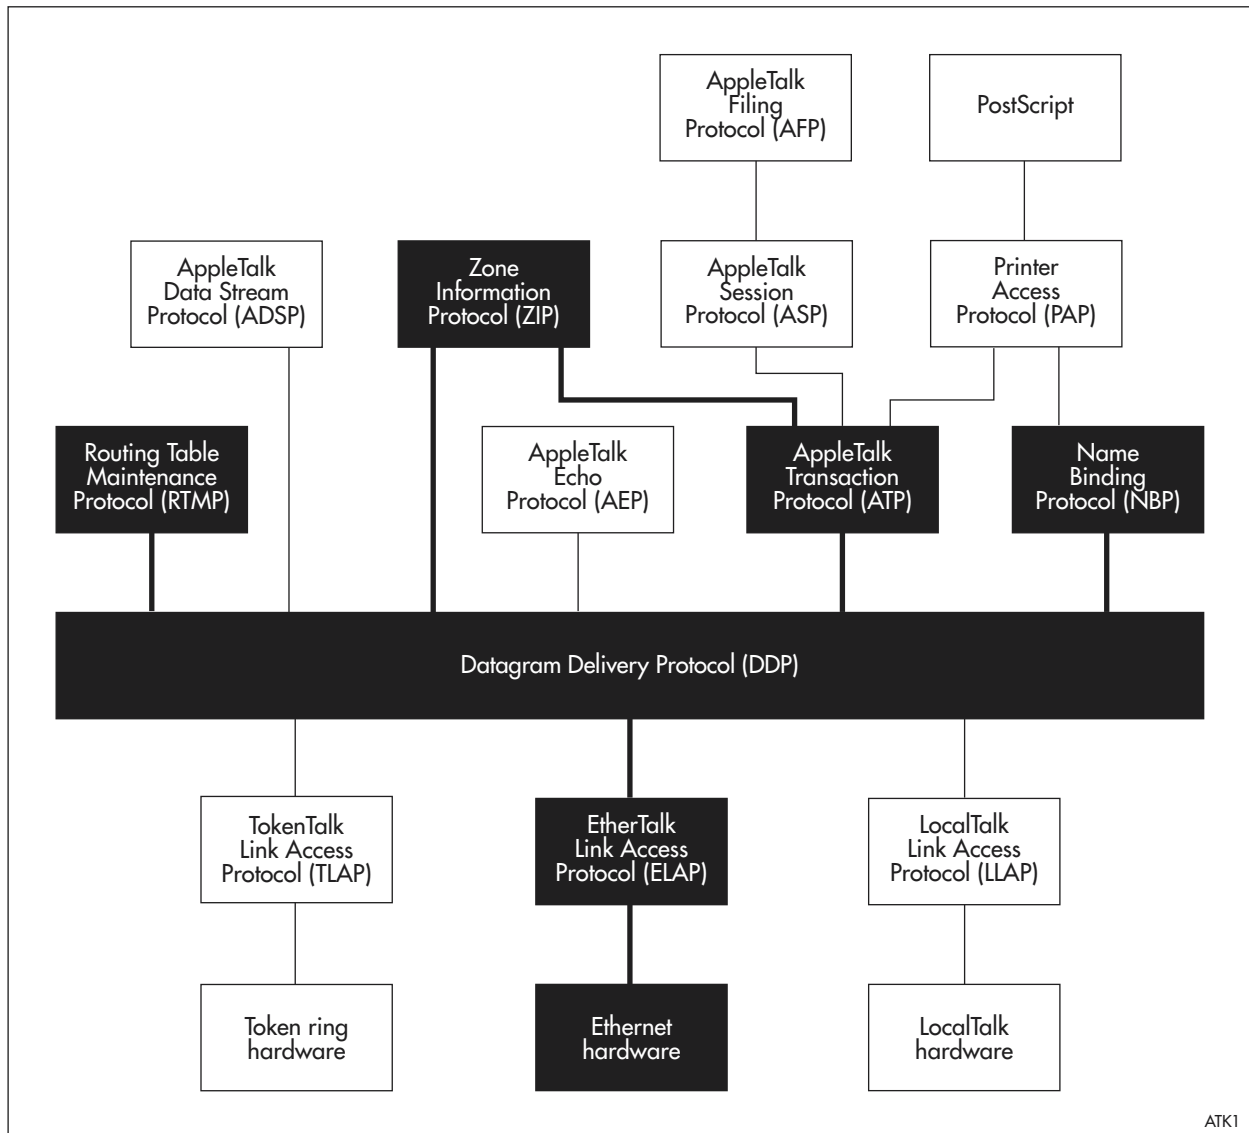 AppleTalk
Filing
Protocol (AFP)
PostScript
AppleTalk
Data Stream
Protocol (ADSP)
Zone
Information
Protocol (ZIP)
AppleTalk
Session
Protocol (ASP)
Printer
Access
Protocol (PAP)
Routing Table
Maintenance
Protocol (RTMP)
AppleTalk
Echo
Protocol (AEP)
AppleTalk
Transaction
Protocol (ATP)
Name
Binding
Protocol (NBP)
Datagram Delivery Protocol (DDP)
TokenTalk
Link Access
Protocol (TLAP)
EtherTalk
Link Access
Protocol (ELAP)
LocalTalk
Link Access
Protocol (LLAP)
Token ring
hardware
Ethernet
hardware
LocalTalk
hardware
ATK1